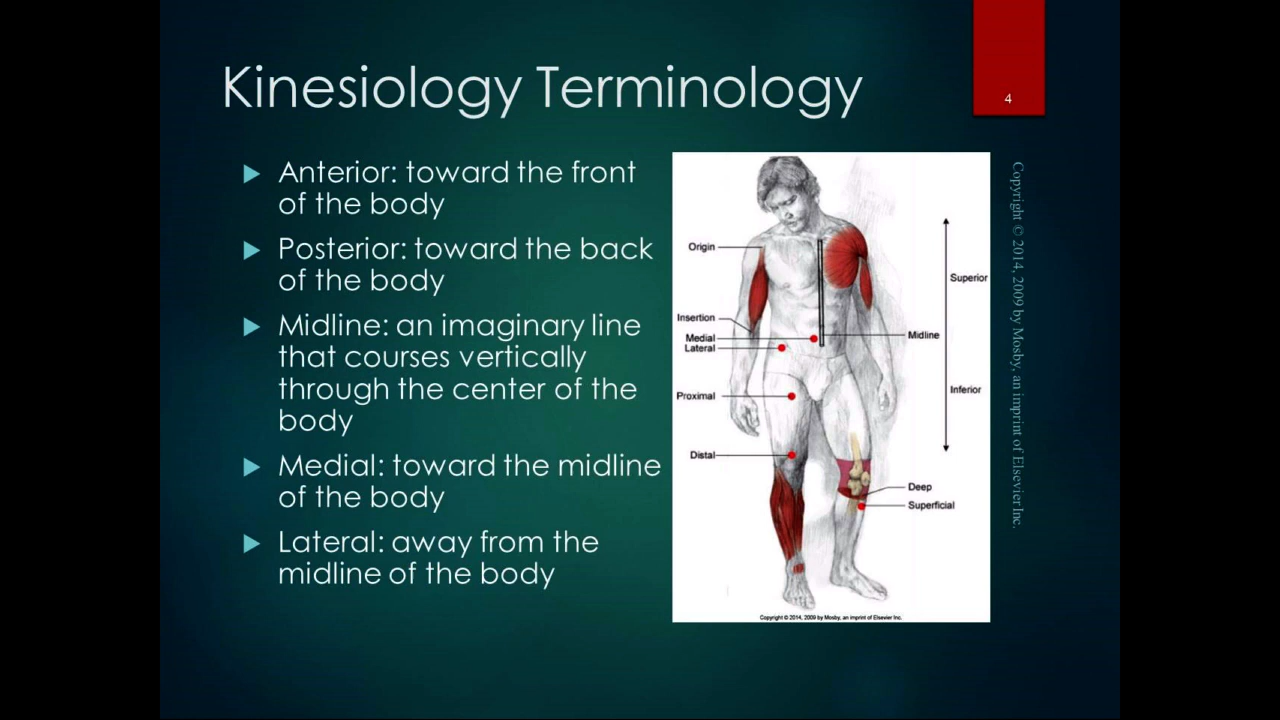 Kinesiology Terminology
4
Anterior: toward the front
of the body
Posterior: toward the back
of the body
Midline: an imaginary line
that courses vertically
through the center of the
body
Medial: toward the midline
of the body
Lateral: away from the
midline of the body
Origin
Superior
Insertion
Medial
Midline
Lateral
Inferior
Proximal
Distal
Deep
Superficial
Copyright © 2014, 2009 by Mosby, an imprint of Elsevier Inc.
Copyright © 2014, 2009 by Mosby, an imprint of Elsevier Inc.